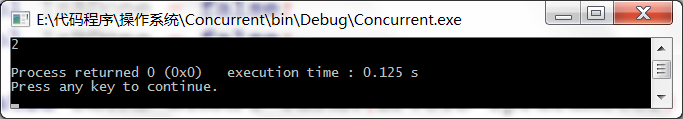 E:\代码程序\操作系统\Concurrent\bin\Debug\Concurrent.exe
2
Process returned 0 (0x0)   execution time : 0.125 s
Press any key to continue.